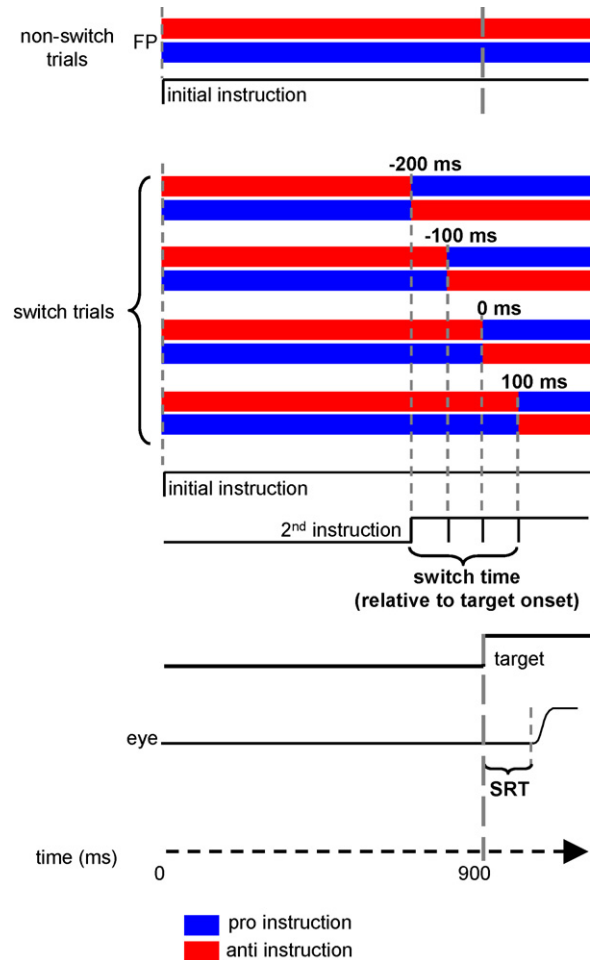 non-switch
trials
FP
initial instruction
-200 ms
-100 ms
0 ms
100 ms
switch trials
initial instruction
2nd instruction
switch time
(relative to target onset)
target
eye
SRT
time (ms)
0
900
pro instruction
anti instruction